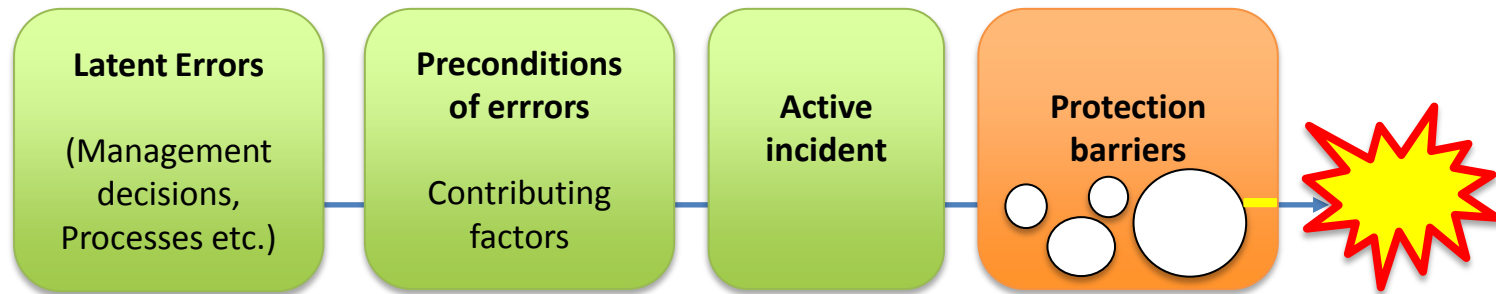 Latent Errors
(Management
decisions,
Processes etc.)
Preconditions
of errrors
Contributing
factors
Active
incident
Protection
barriers